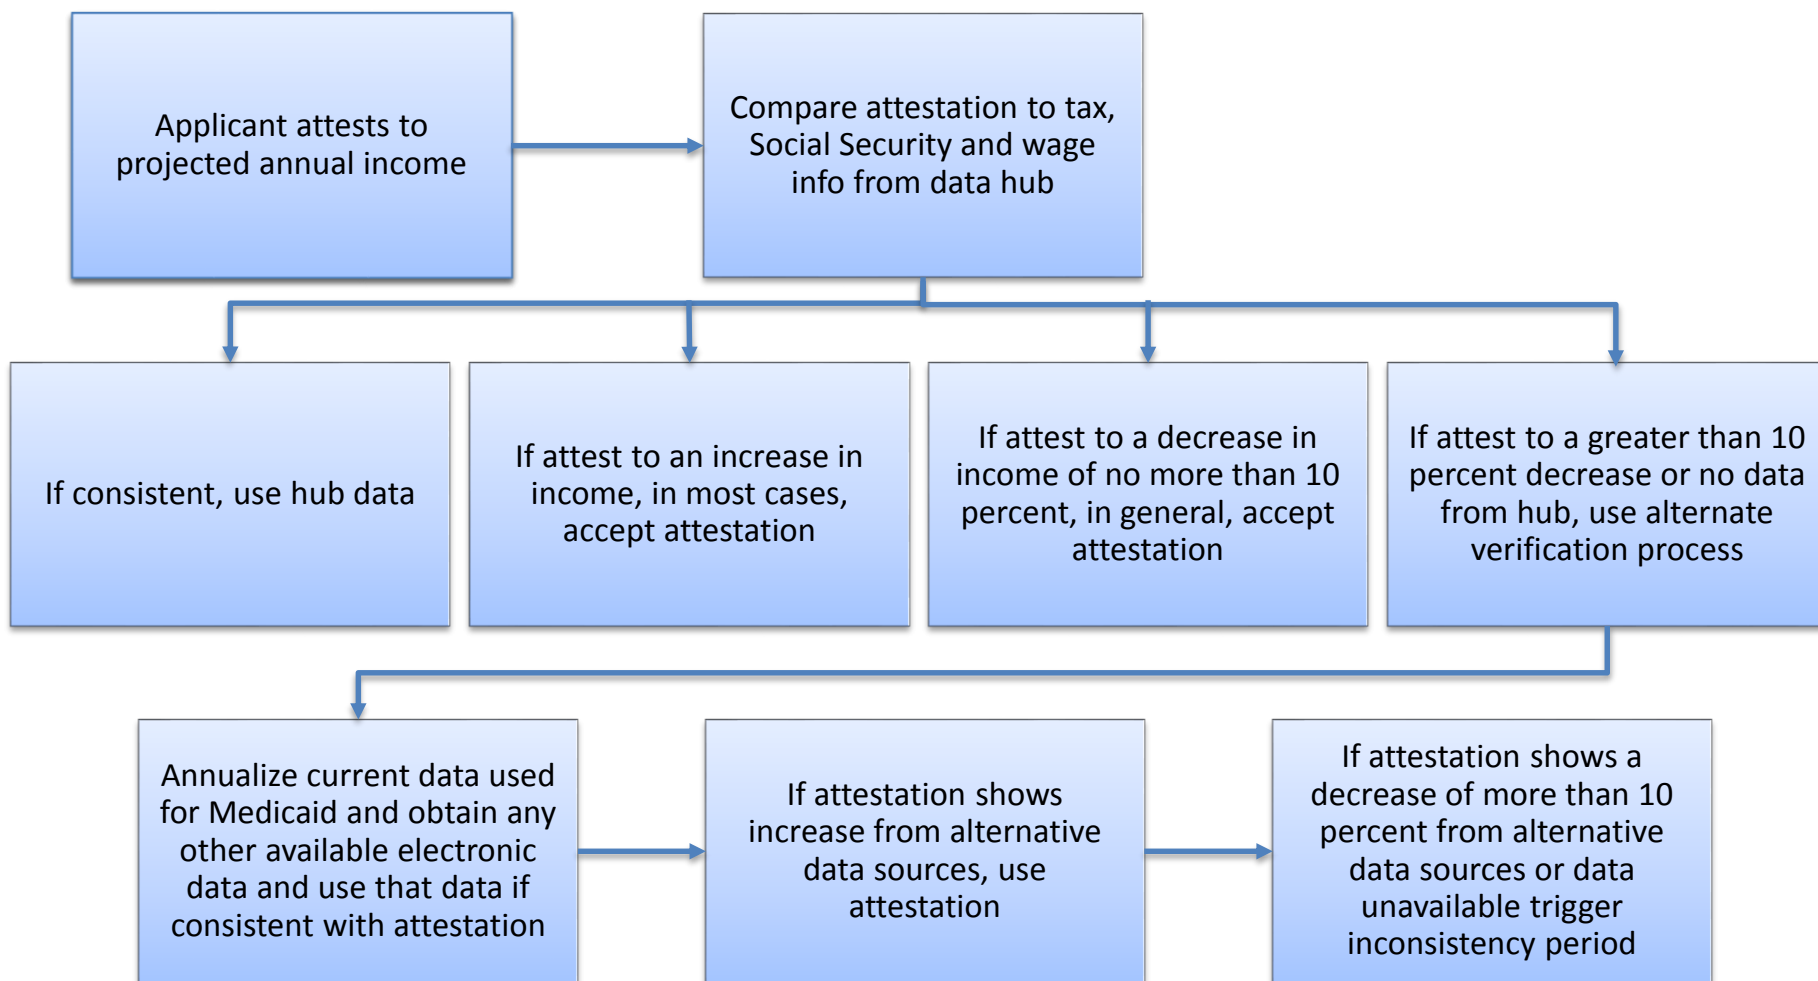 Applicant attests to
projected annual income
Compare attestation to tax,
Social Security and wage
info from data hub
If consistent, use hub data
If attest to an increase in
income, in most cases,
accept attestation
If attest to a decrease in
income of no more than 10
percent, in general, accept
attestation
If attest to a greater than 10
percent decrease or no data
from hub, use alternate
verification process
Annualize current data used
for Medicaid and obtain any
other available electronic
data and use that data if
consistent with attestation
If attestation shows
increase from alternative
data sources, use
attestation
If attestation shows a
decrease of more than 10
percent from alternative
data sources or data
unavailable trigger
inconsistency period